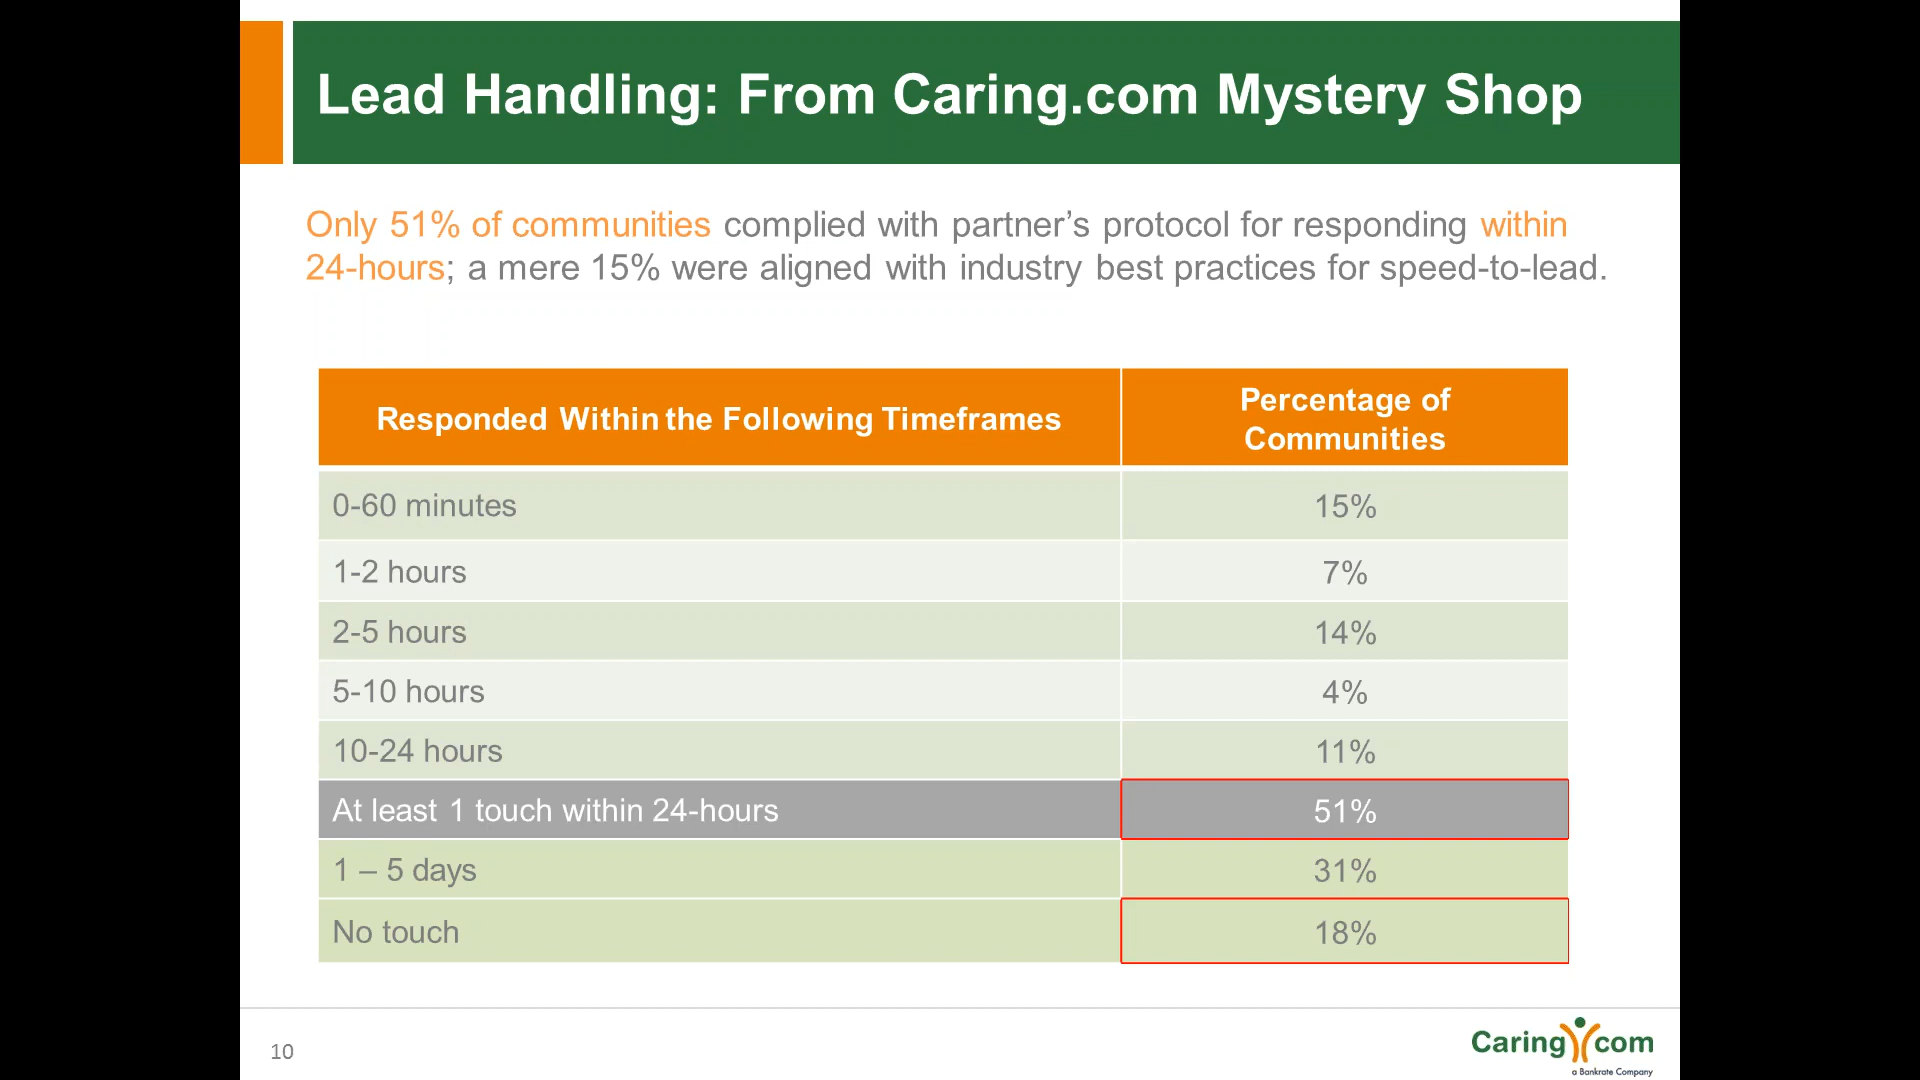 Lead Handling: From Caring.com Mystery Shop
Only 51% of communities complied with partner’s protocol for responding within
24-hours; a mere 15% were aligned with industry best practices for speed-to-lead.
Responded Within the Following Timeframes
Percentage of
Communities
0-60 minutes 15%
1-2 hours 7%
2-5 hours 14%
5-10 hours 4%
10-24 hours 11%
At least 1 touch within 24-hours 51%
1 – 5 days 31%
No touch 18%
10
Caring com
a Bankrate Company